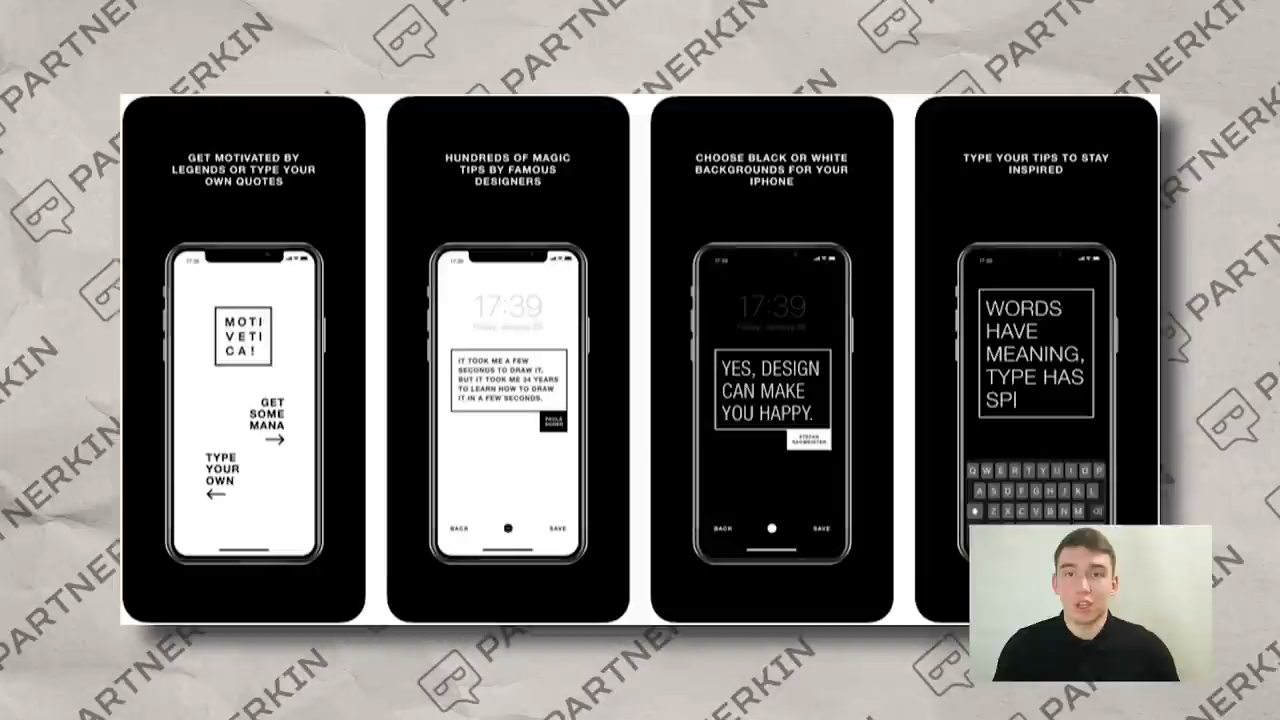 GET MOTIVATED BY
LEGENDS OR TYPE YOUR
OWN QUOTES
MOTI
VETI
CA!
GET
SOME
MANA
TYPE
YOUR
OWN
HUNDREDS OF MAGIC
TIPS BY FAMOUS
DESIGNERS
17:39
IT TOOK ME A FEW
SECONDS TO DRAW IT.
BUT IT TOOK ME 34 YEARS
TO LEARN HOW TO DRAW
IT IN A FEW SECONDS.
BACK
SAVE
CHOOSE BLACK OR WHITE
BACKGROUNDS FOR YOUR
IPHONE
17:39
YES, DESIGN
CAN MAKE
YOU HAPPY.
STEFAN
SAGMEISTER
BACK
SAVE
TYPE YOUR TIPS TO STAY
INSPIRED
17:39
WORDS
HAVE
MEANING,
TYPE HAS
SPI
Q W E R T Y U I O P
A S D F G H J K L
Z X C V B N M
PARTNERKIN